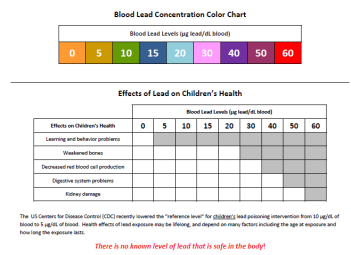 Blood Lead Concentration Color Chart
Blood Lead Levels (µg lead/dL blood)
0 5 10 15 20 30 40 50 60
Effects of Lead on Children's Health
Blood Lead Levels (µg lead/dL blood)
Effects on Children's Health 0 5 10 15 20 30 40 50 60
Learning and behavior problems
Weakened bones
Decreased red blood cell production
Digestive system problems
Kidney damage
The US Centers for Disease Control (CDC) recently lowered the "reference level" for children's lead poisoning intervention from 10 µg/dL of
blood to 5 µg/dL of blood. Health effects of lead exposure may be lifelong, and depend on many factors including the age at exposure and
how long the exposure lasts.
There is no known level of lead that is safe in the body!